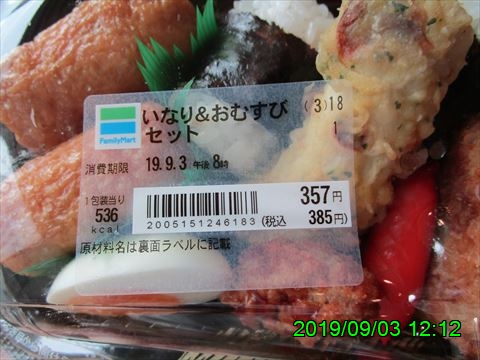 いなり&おむすび
セット
(3)18
1
FamilyMart
消費期限 19.9.3 午後8時
1包装当り
536
kcal
357円
2005151246183 (税込 385円)
原材料名は裏面ラベルに記載
2019/09/03 12:12